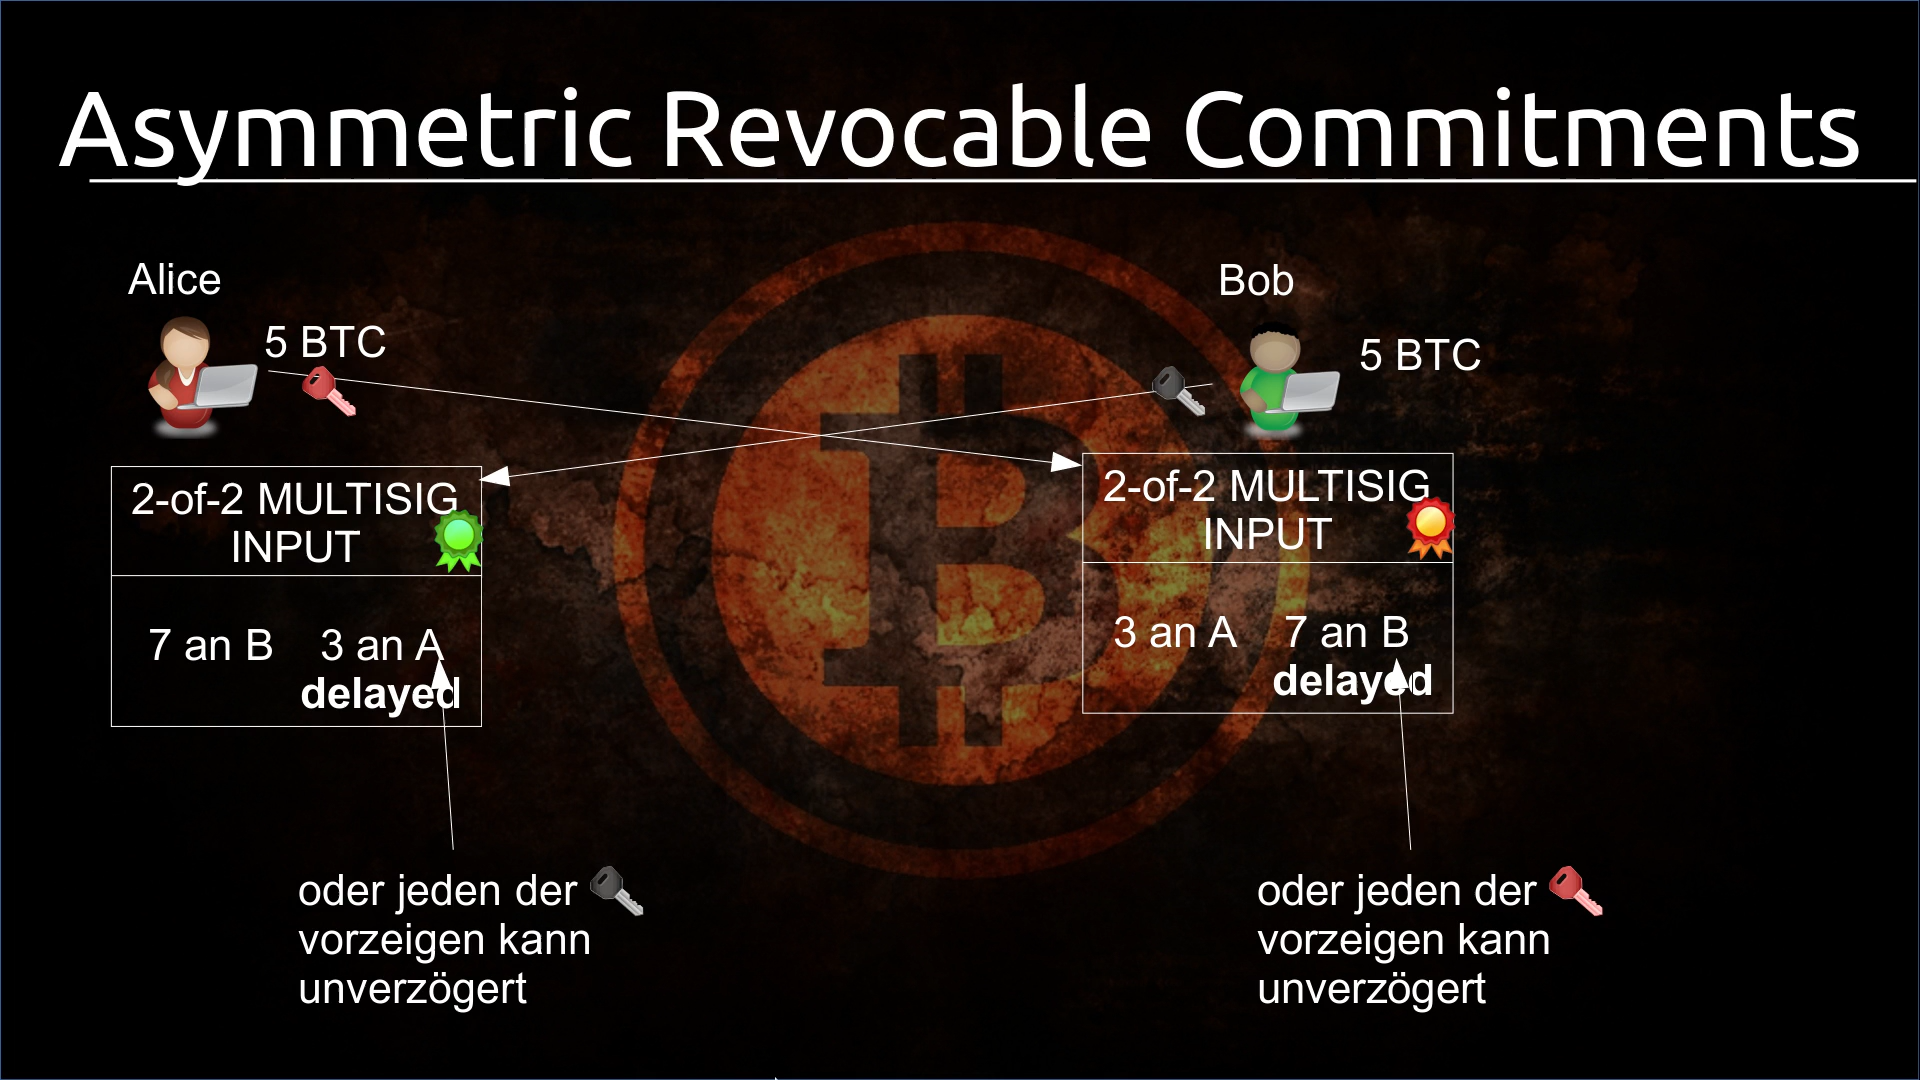 Asymmetric Revocable Commitments
Alice
5 BTC
2-of-2 MULTISIG
INPUT
7 an B
3 an A
delayed
oder jeden der
vorzeigen kann
unverzögert
Bob
5 BTC
2-of-2 MULTISIG
INPUT
3 an A
7 an B
delayed
oder jeden der
vorzeigen kann
unverzögert